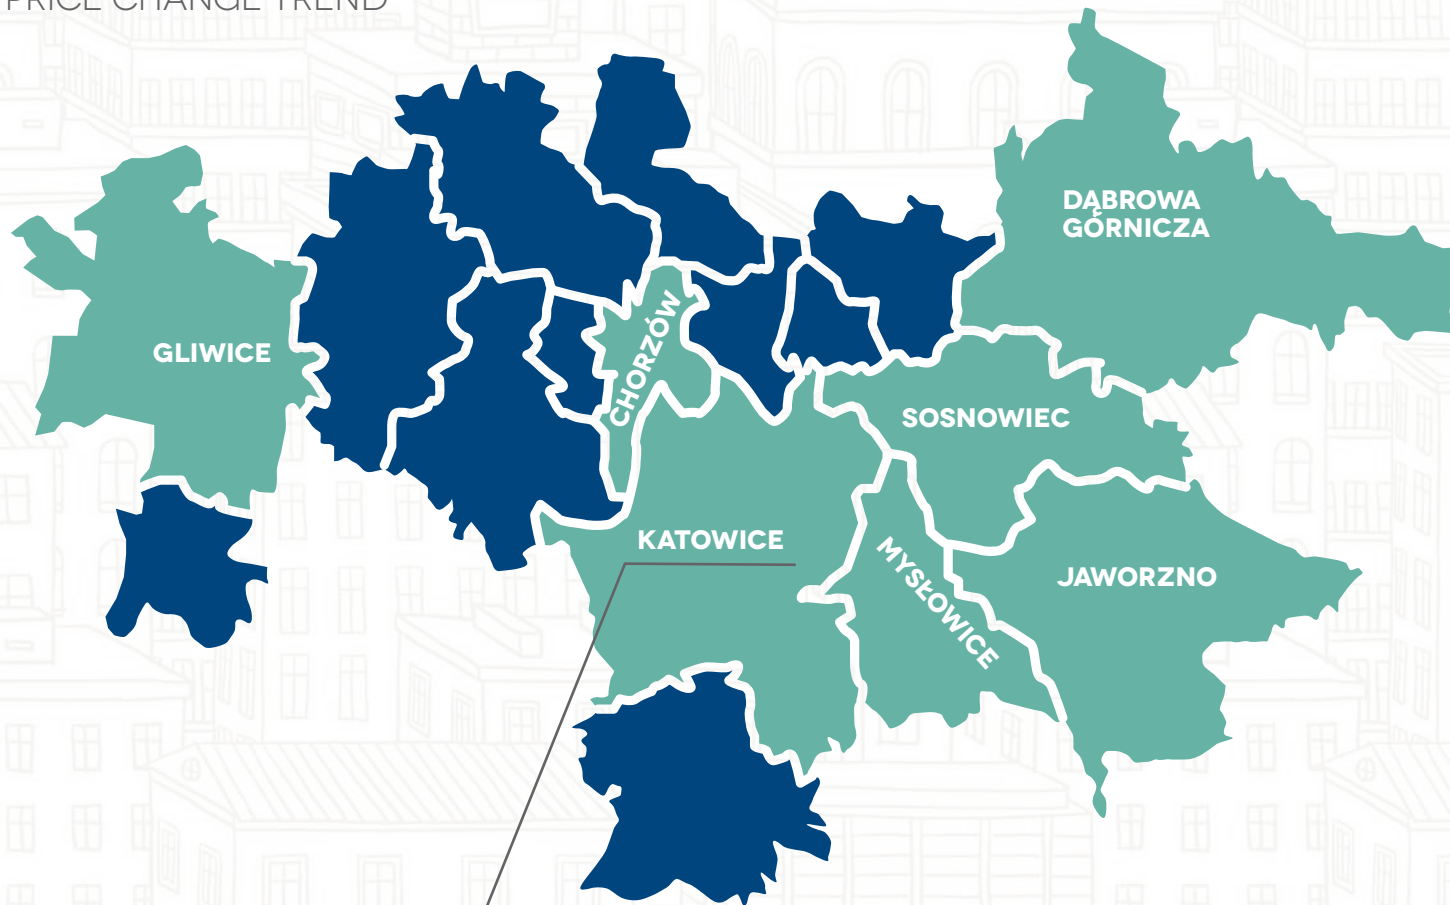 PRICE CHANGE TREND
DĄBROWA
GÓRNICZA
CHORZÓW
GLIWICE
SOSNOWIEC
KATOWICE
MYSŁOWICE
JAWORZNO